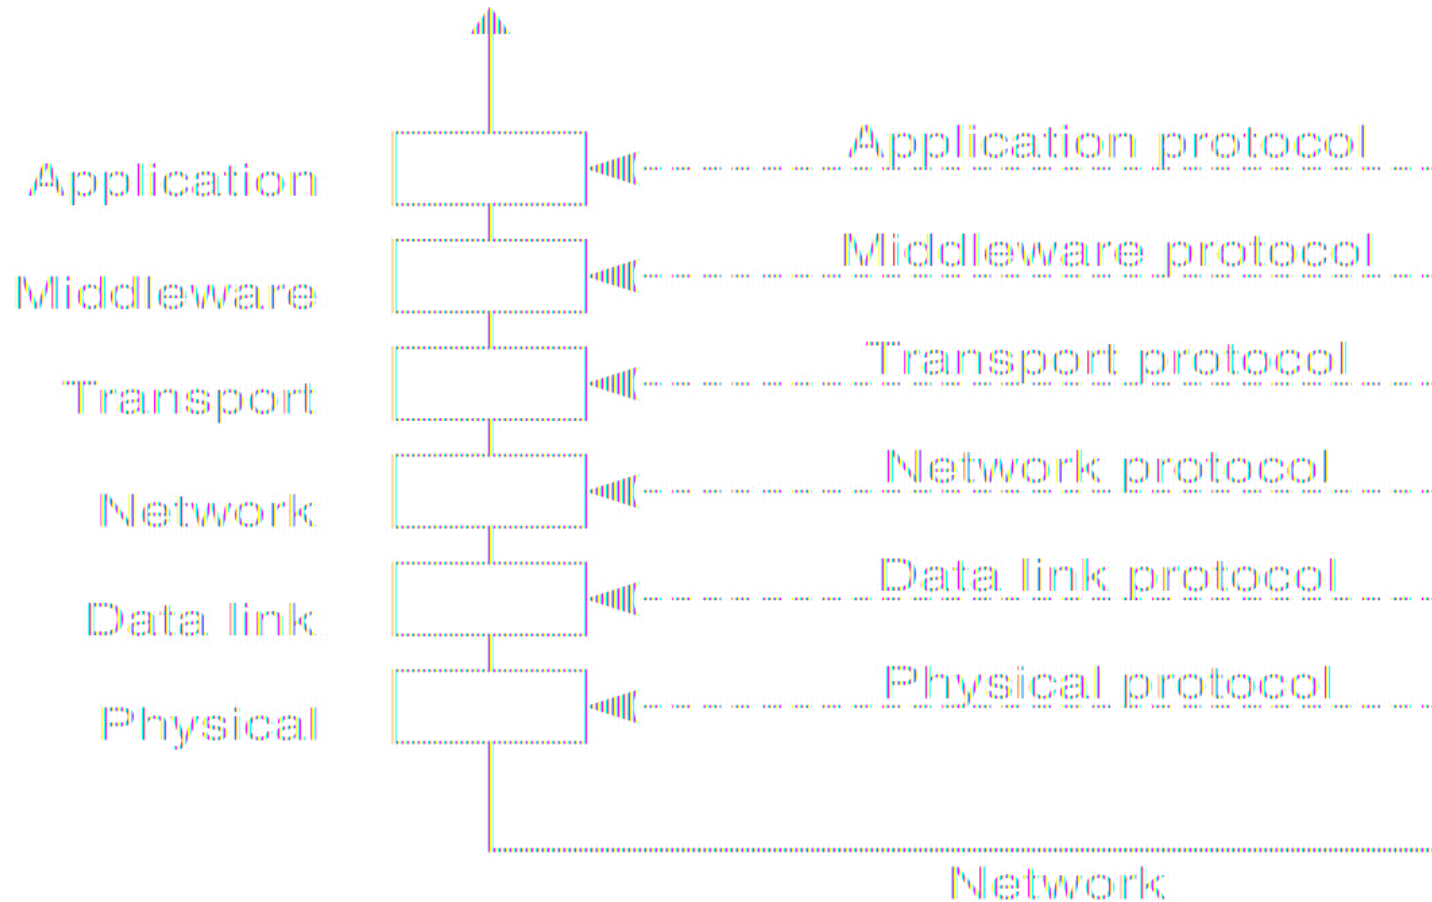 Application protocol
Application
Middleware protocol
Middleware
Transport protocol
Transport
Network protocol
Network
Data link protocol
Data link
Physical protocol
Physical
Network